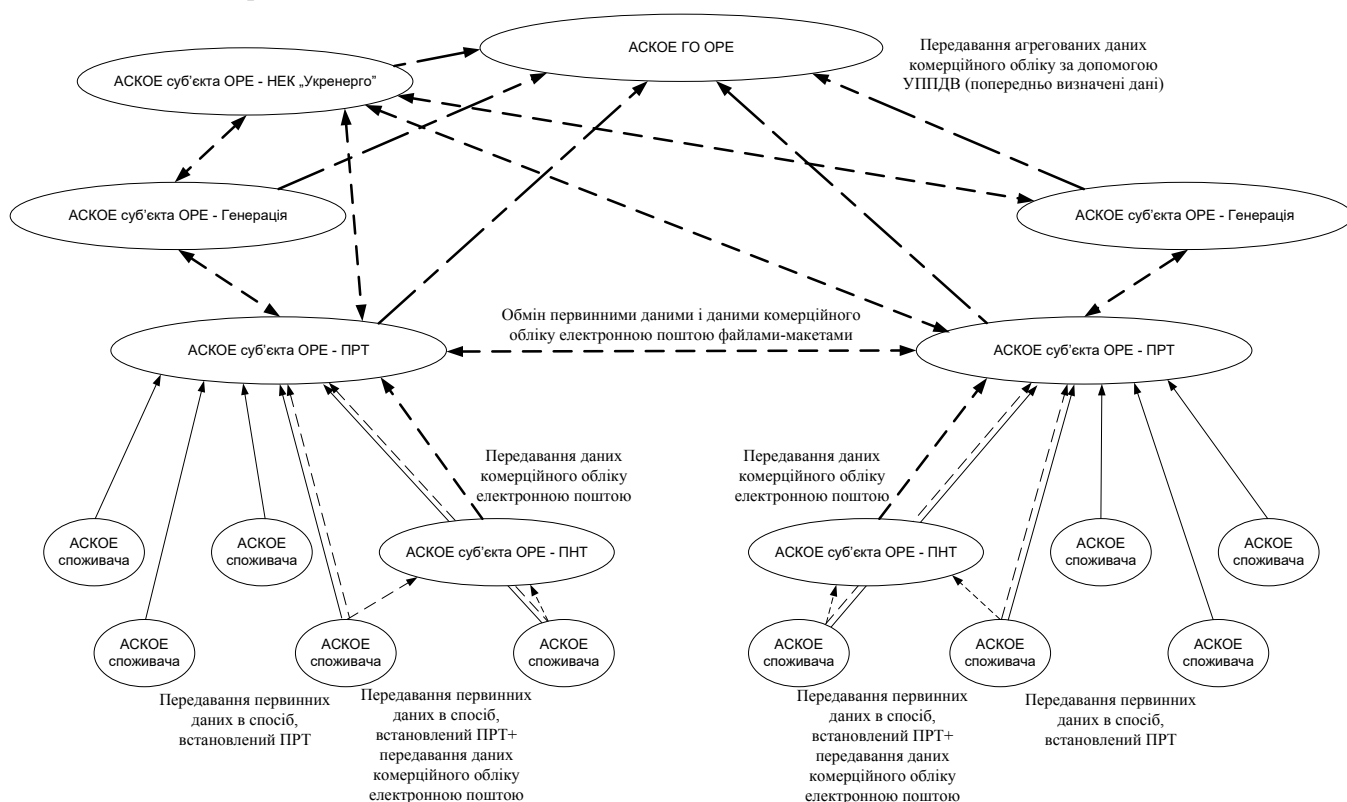 АСКОЕ ГО ОРЕ
Передавання агрегованих даних
комерційного обліку за допомогою
УППДВ (попередньо визначені дані)
АСКОЕ суб’єкта ОРЕ - НЕК „Укренерго”
АСКОЕ суб’єкта ОРЕ - Генерація
АСКОЕ суб’єкта ОРЕ - Генерація
Обмін первинними даними і даними комерційного
обліку електронною поштою файлами-макетами
АСКОЕ суб’єкта ОРЕ - ПРТ
АСКОЕ суб’єкта ОРЕ - ПРТ
Передавання даних
комерційного обліку
електронною поштою
Передавання даних
комерційного обліку
електронною поштою
АСКОЕ
споживача
АСКОЕ
споживача
АСКОЕ суб’єкта ОРЕ - ПНТ
АСКОЕ суб’єкта ОРЕ - ПНТ
АСКОЕ
споживача
АСКОЕ
споживача
АСКОЕ
споживача
АСКОЕ
споживача
АСКОЕ
споживача
АСКОЕ
споживача
АСКОЕ
споживача
АСКОЕ
споживача
Передавання первинних
даних в спосіб,
встановлений ПРТ
Передавання первинних
даних в спосіб,
встановлений ПРТ+
передавання даних
комерційного обліку
електронною поштою
Передавання первинних
даних в спосіб,
встановлений ПРТ+
передавання даних
комерційного обліку
електронною поштою
Передавання первинних
даних в спосіб,
встановлений ПРТ